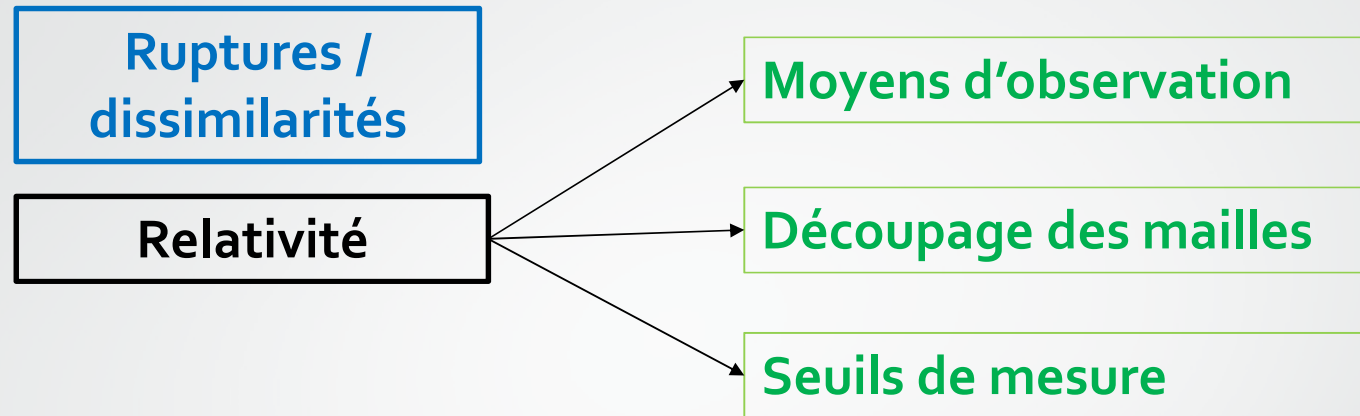 Ruptures /
dissimilarités
Relativité
Moyens d’observation
Découpage des mailles
Seuils de mesure